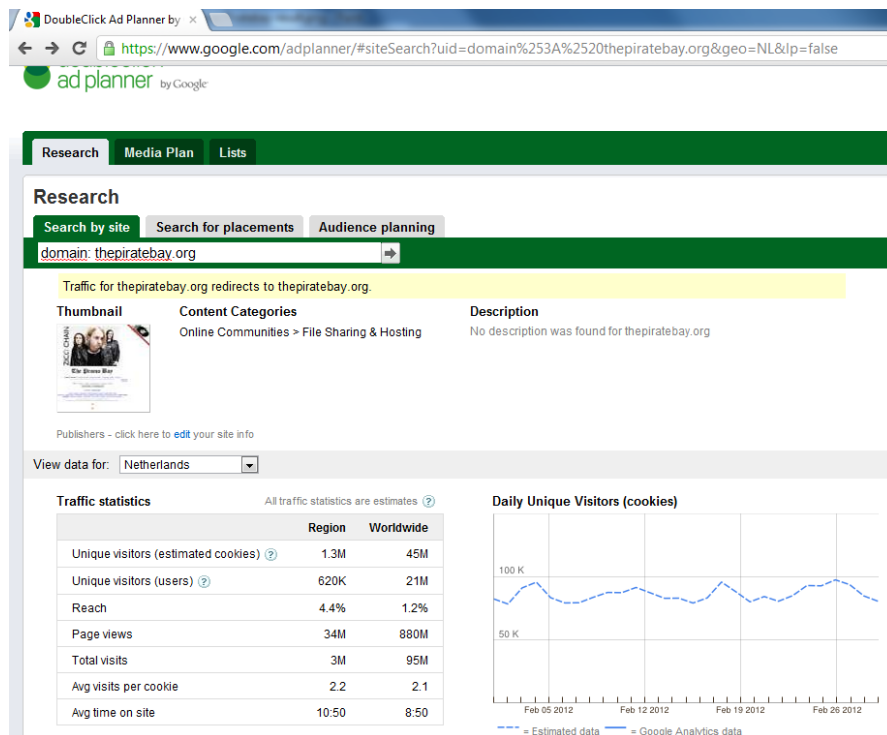 DoubleClick Ad Planner by
https://www.google.com/adplanner/#siteSearch?uid=domain%253A%2520thepiratebay.org&geo=NL&lp=false
ad planner by Google
Research Media Plan Lists
Research
Search by site Search for placements Audience planning
domain: thepiratebay.org
Traffic for thepiratebay.org redirects to thepiratebay.org.
Thumbnail Content Categories Description
Online Communities > File Sharing & Hosting No description was found for thepiratebay.org
ZICO CHAIN
The Promo Bay
Publishers - click here to edit your site info
View data for: Netherlands
Traffic statistics All traffic statistics are estimates ? Daily Unique Visitors (cookies)
Region Worldwide
Unique visitors (estimated cookies) ? 1.3M 45M
Unique visitors (users) ? 620K 21M
Reach 4.4% 1.2%
Page views 34M 880M
Total visits 3M 95M
Avg visits per cookie 2.2 2.1
Avg time on site 10:50 8:50
100 K
50 K
Feb 05 2012 Feb 12 2012 Feb 19 2012 Feb 26 2012
= Estimated data = Google Analytics data